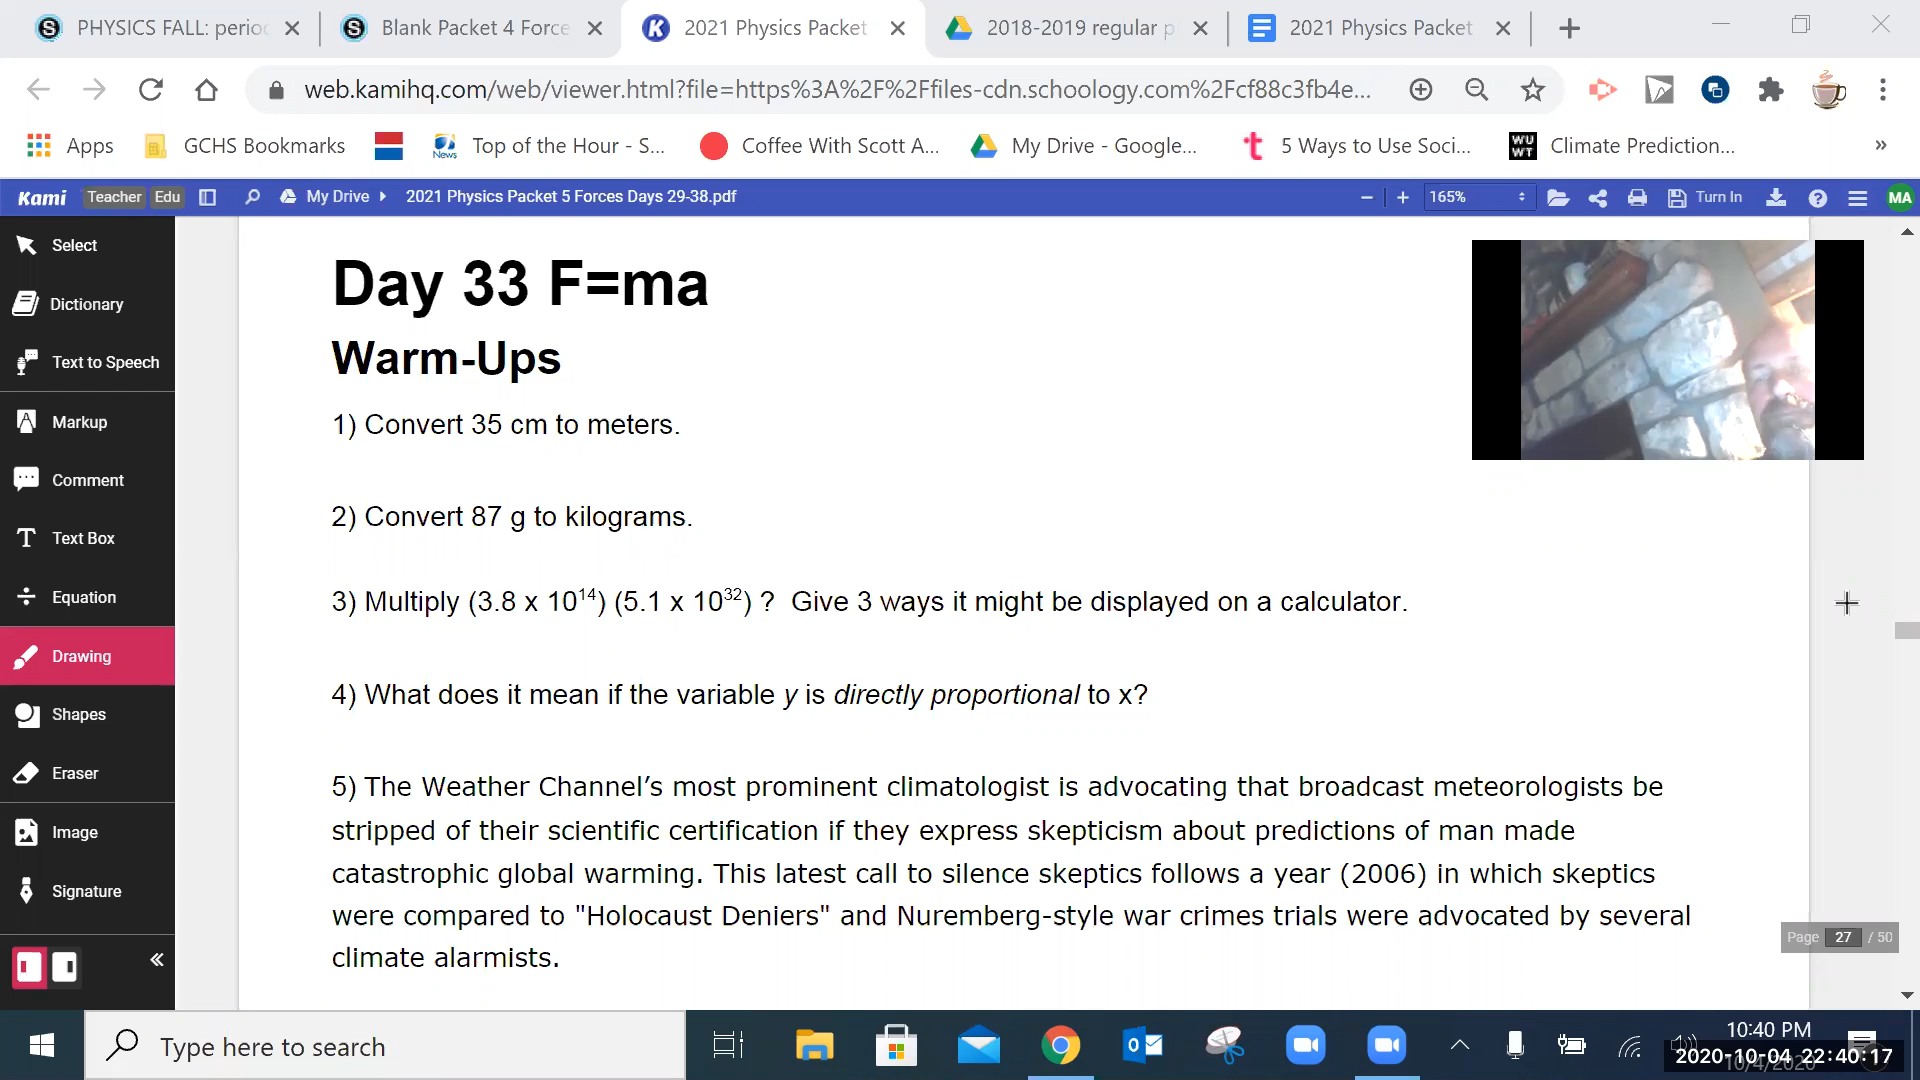 PHYSICS FALL: perio
Blank Packet 4 Force
2021 Physics Packet
2018-2019 regular p
2021 Physics Packet
web.kamihq.com/web/viewer.html?file=https%3A%2F%2Ffiles-cdn.schoology.com%2Fcf88c3fb4e...
Apps
GCHS Bookmarks
News
Top of the Hour - S...
Coffee With Scott A...
My Drive - Google...
5 Ways to Use Soci...
WU WT
Climate Prediction...
Kami Teacher Edu
My Drive
2021 Physics Packet 5 Forces Days 29-38.pdf
165%
Turn In
MA
Select
Dictionary
Text to Speech
Markup
Comment
Text Box
Equation
Drawing
Shapes
Eraser
Image
Signature
Day 33 F=ma
Warm-Ups
1) Convert 35 cm to meters.
2) Convert 87 g to kilograms.
3) Multiply (3.8 x 10¹⁴) (5.1 x 10³²) ?  Give 3 ways it might be displayed on a calculator.
4) What does it mean if the variable y is directly proportional to x?
5) The Weather Channel’s most prominent climatologist is advocating that broadcast meteorologists be
stripped of their scientific certification if they express skepticism about predictions of man made
catastrophic global warming. This latest call to silence skeptics follows a year (2006) in which skeptics
were compared to "Holocaust Deniers" and Nuremberg-style war crimes trials were advocated by several
climate alarmists.
Page 27 / 50
Type here to search
10:40 PM
2020-10-04 22:40:17
10/4/2020